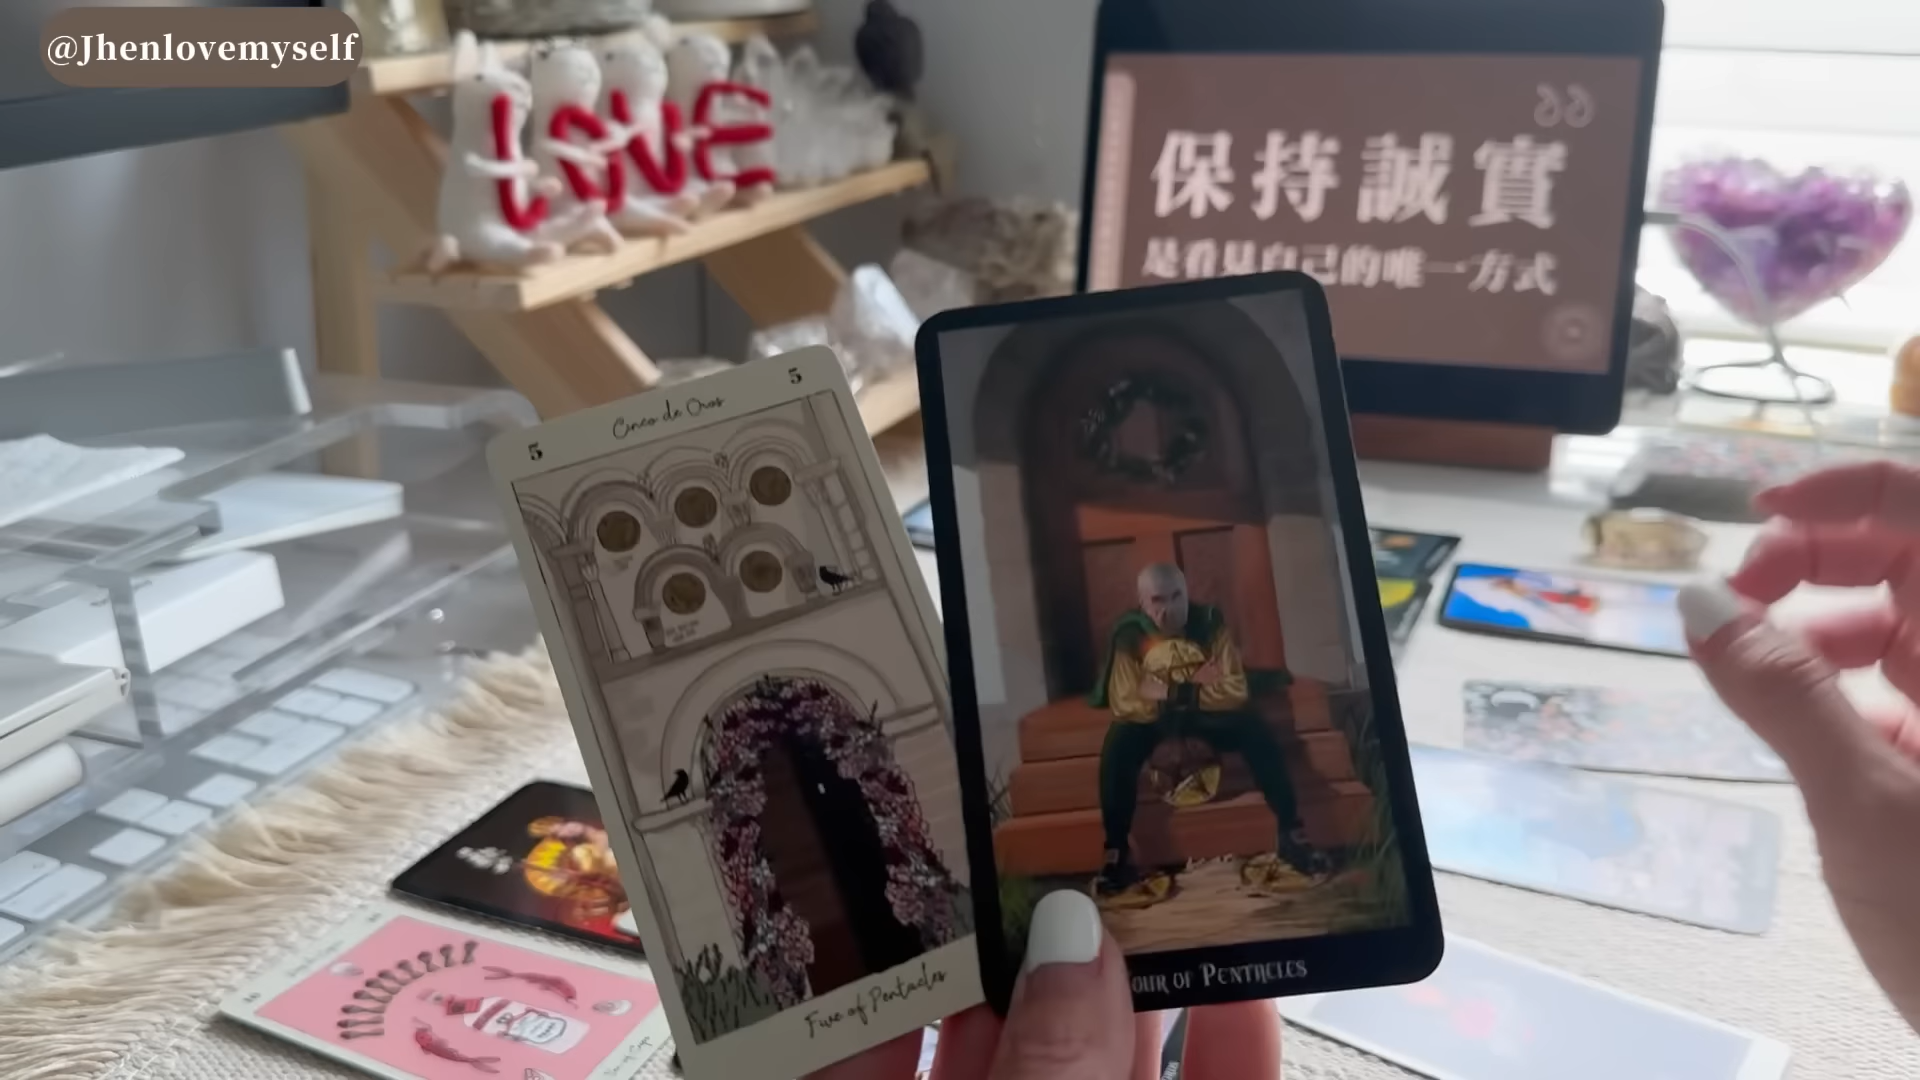 @Jhenlovemyself
LOVE
保持誠實
是看見自己的唯一方式
5
Cinco de Oros
5
Five of Pentacles
our of Pentacles